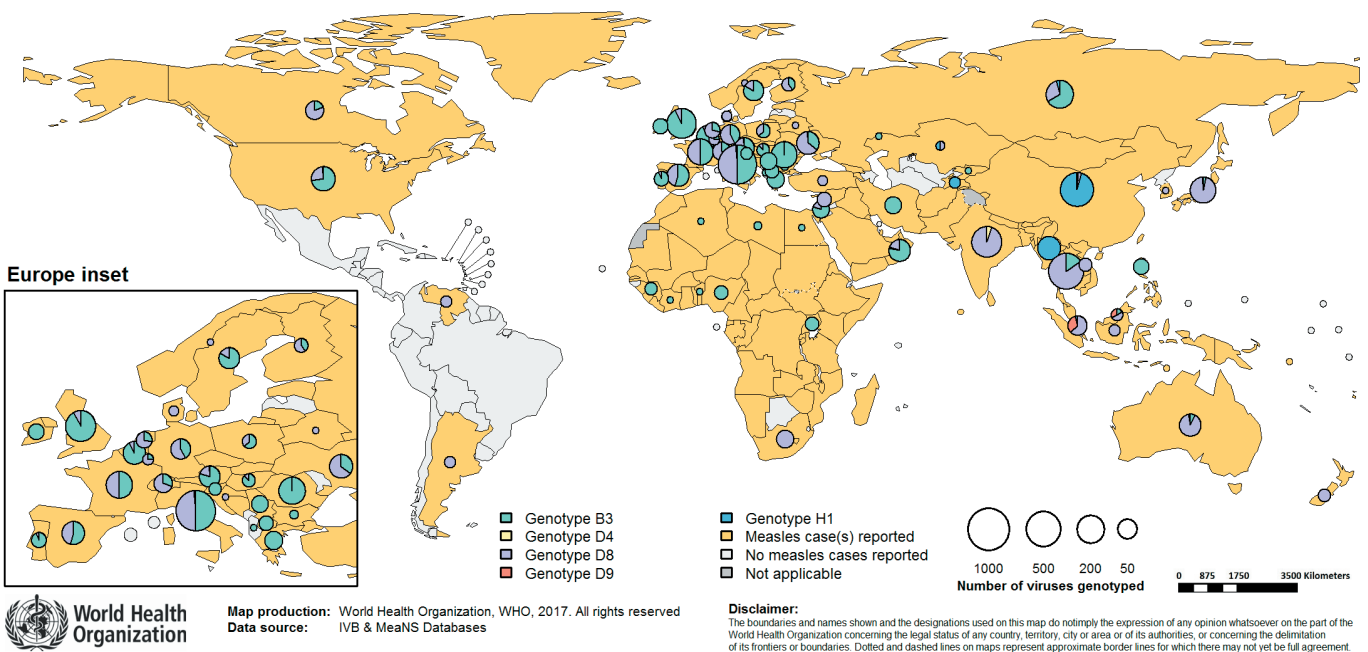 Europe inset
Genotype B3
Genotype D4
Genotype D8
Genotype D9
Genotype H1
Measles case(s) reported
No measles cases reported
Not applicable
1000 500 200 50
Number of viruses genotyped
0 875 1750 3500 Kilometers
World Health
Organization
Map production: World Health Organization, WHO, 2017. All rights reserved
Data source: IVB & MeaNS Databases
Disclaimer:
The boundaries and names shown and the designations used on this map do notimply the expression of any opinion whatsoever on the part of the
World Health Organization concerning the legal status of any country, territory, city or area or of its authorities, or concerning the delimitation
of its frontiers or boundaries. Dotted and dashed lines on maps represent approximate border lines for which there may not yet be full agreement.